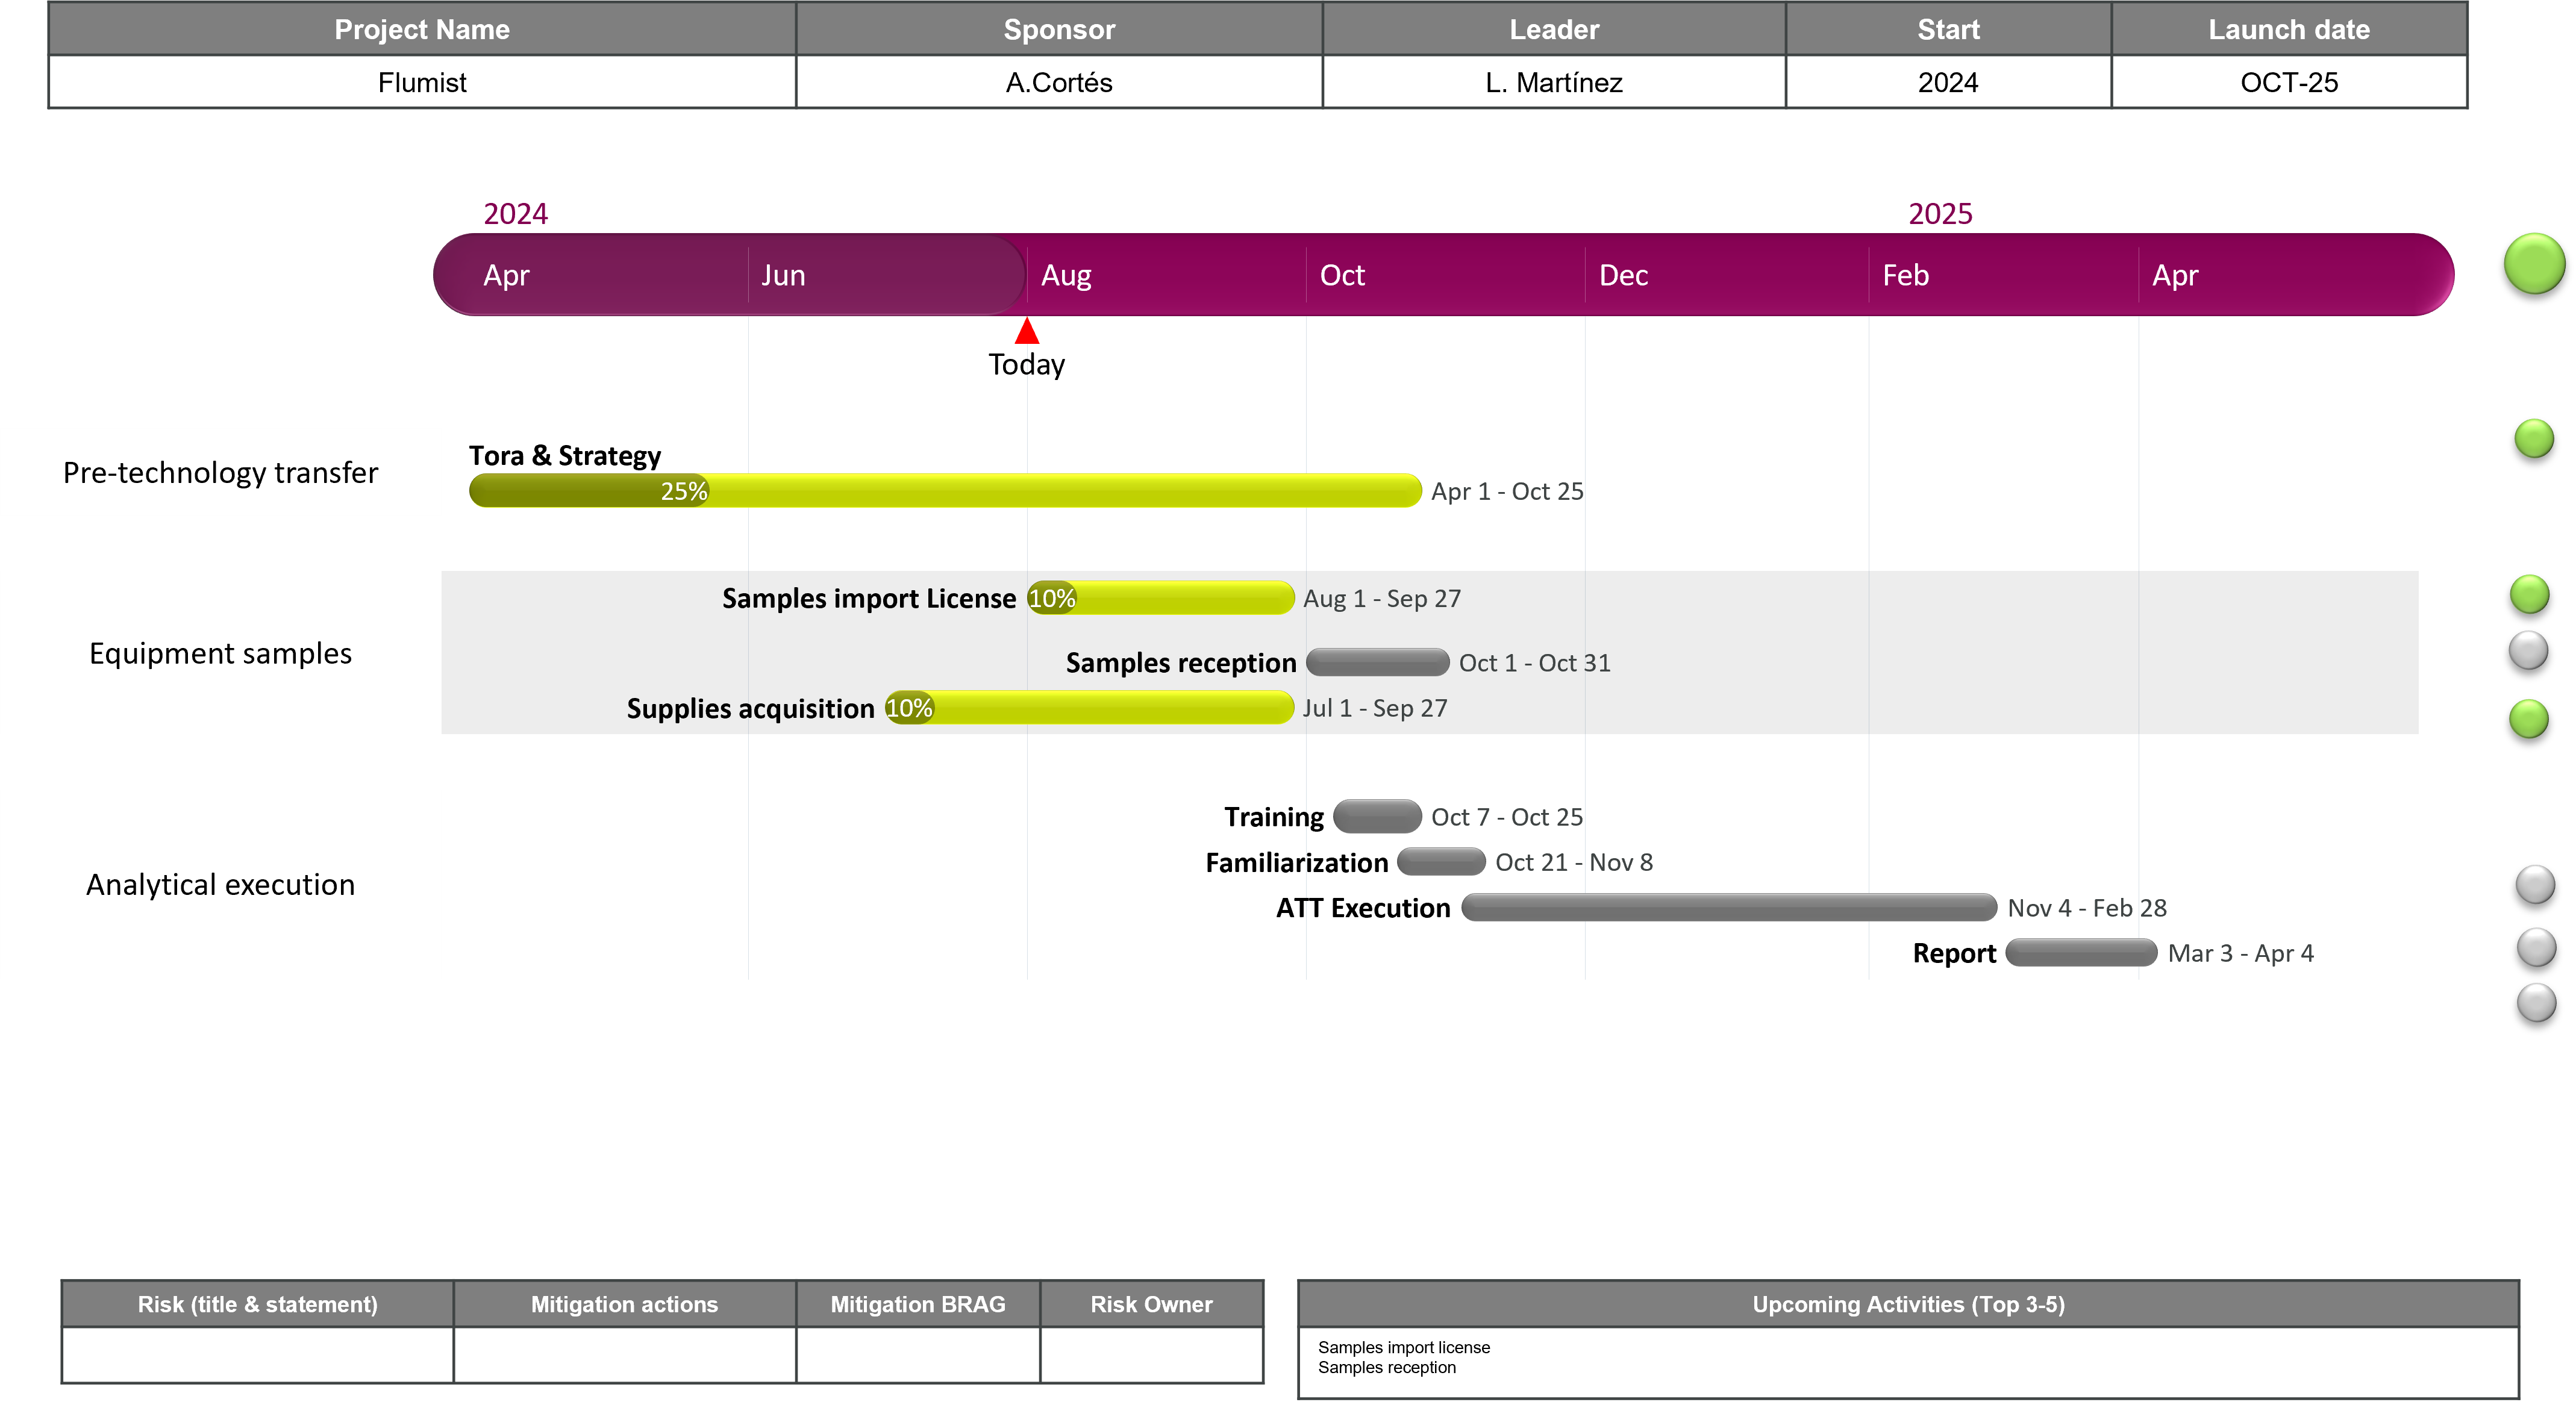 Project Name Sponsor Leader Start Launch date
Flumist A.Cortés L. Martínez 2024 OCT-25
2024 2025
Apr Jun Aug Oct Dec Feb Apr
Today
Pre-technology transfer
Tora & Strategy
25% Apr 1 - Oct 25
Equipment samples
Samples import License 10% Aug 1 - Sep 27
Samples reception Oct 1 - Oct 31
Supplies acquisition 10% Jul 1 - Sep 27
Analytical execution
Training Oct 7 - Oct 25
Familiarization Oct 21 - Nov 8
ATT Execution Nov 4 - Feb 28
Report Mar 3 - Apr 4
Risk (title & statement) Mitigation actions Mitigation BRAG Risk Owner
Upcoming Activities (Top 3-5)
Samples import license
Samples reception